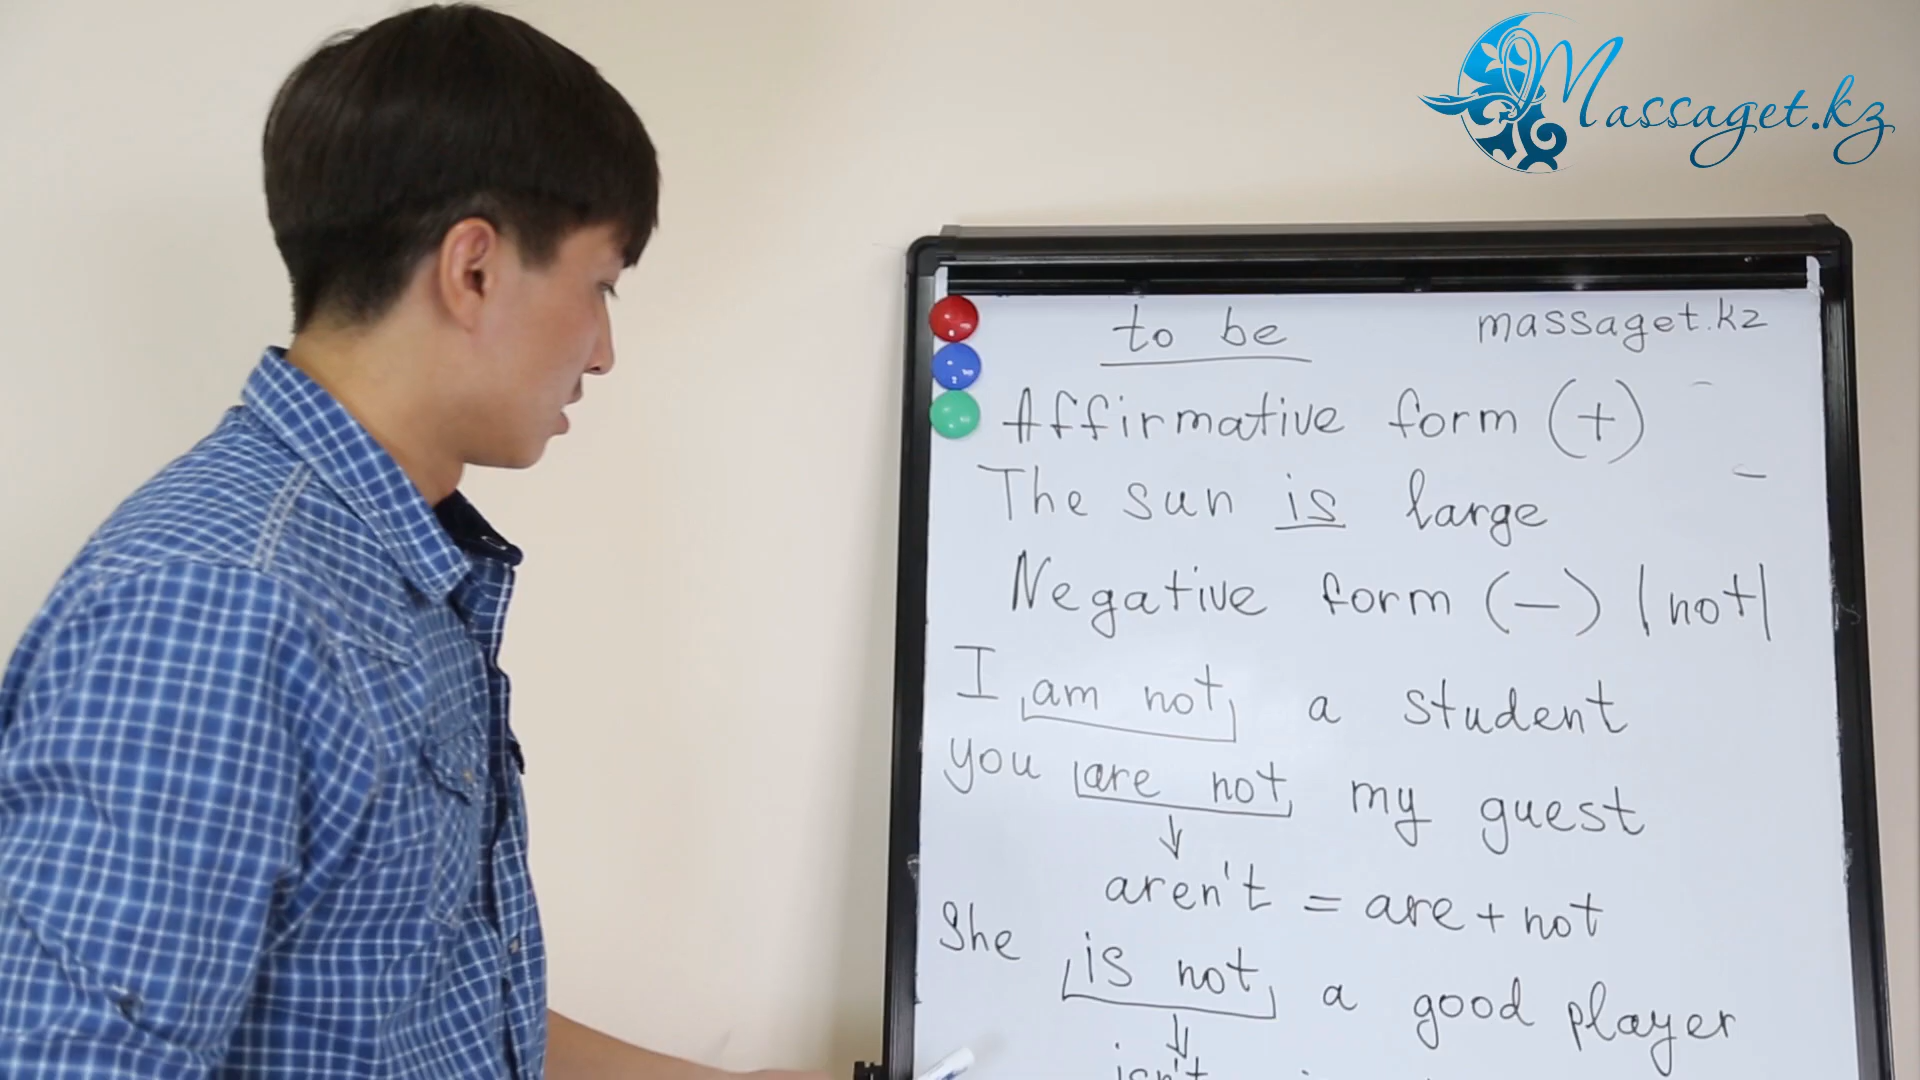 Massaget.kz
to be massaget.kz
Affirmative form (+)
The sun is large
Negative form (-) |not|
I am not a student
you are not my guest
aren't = are + not
She is not a good player
isn't